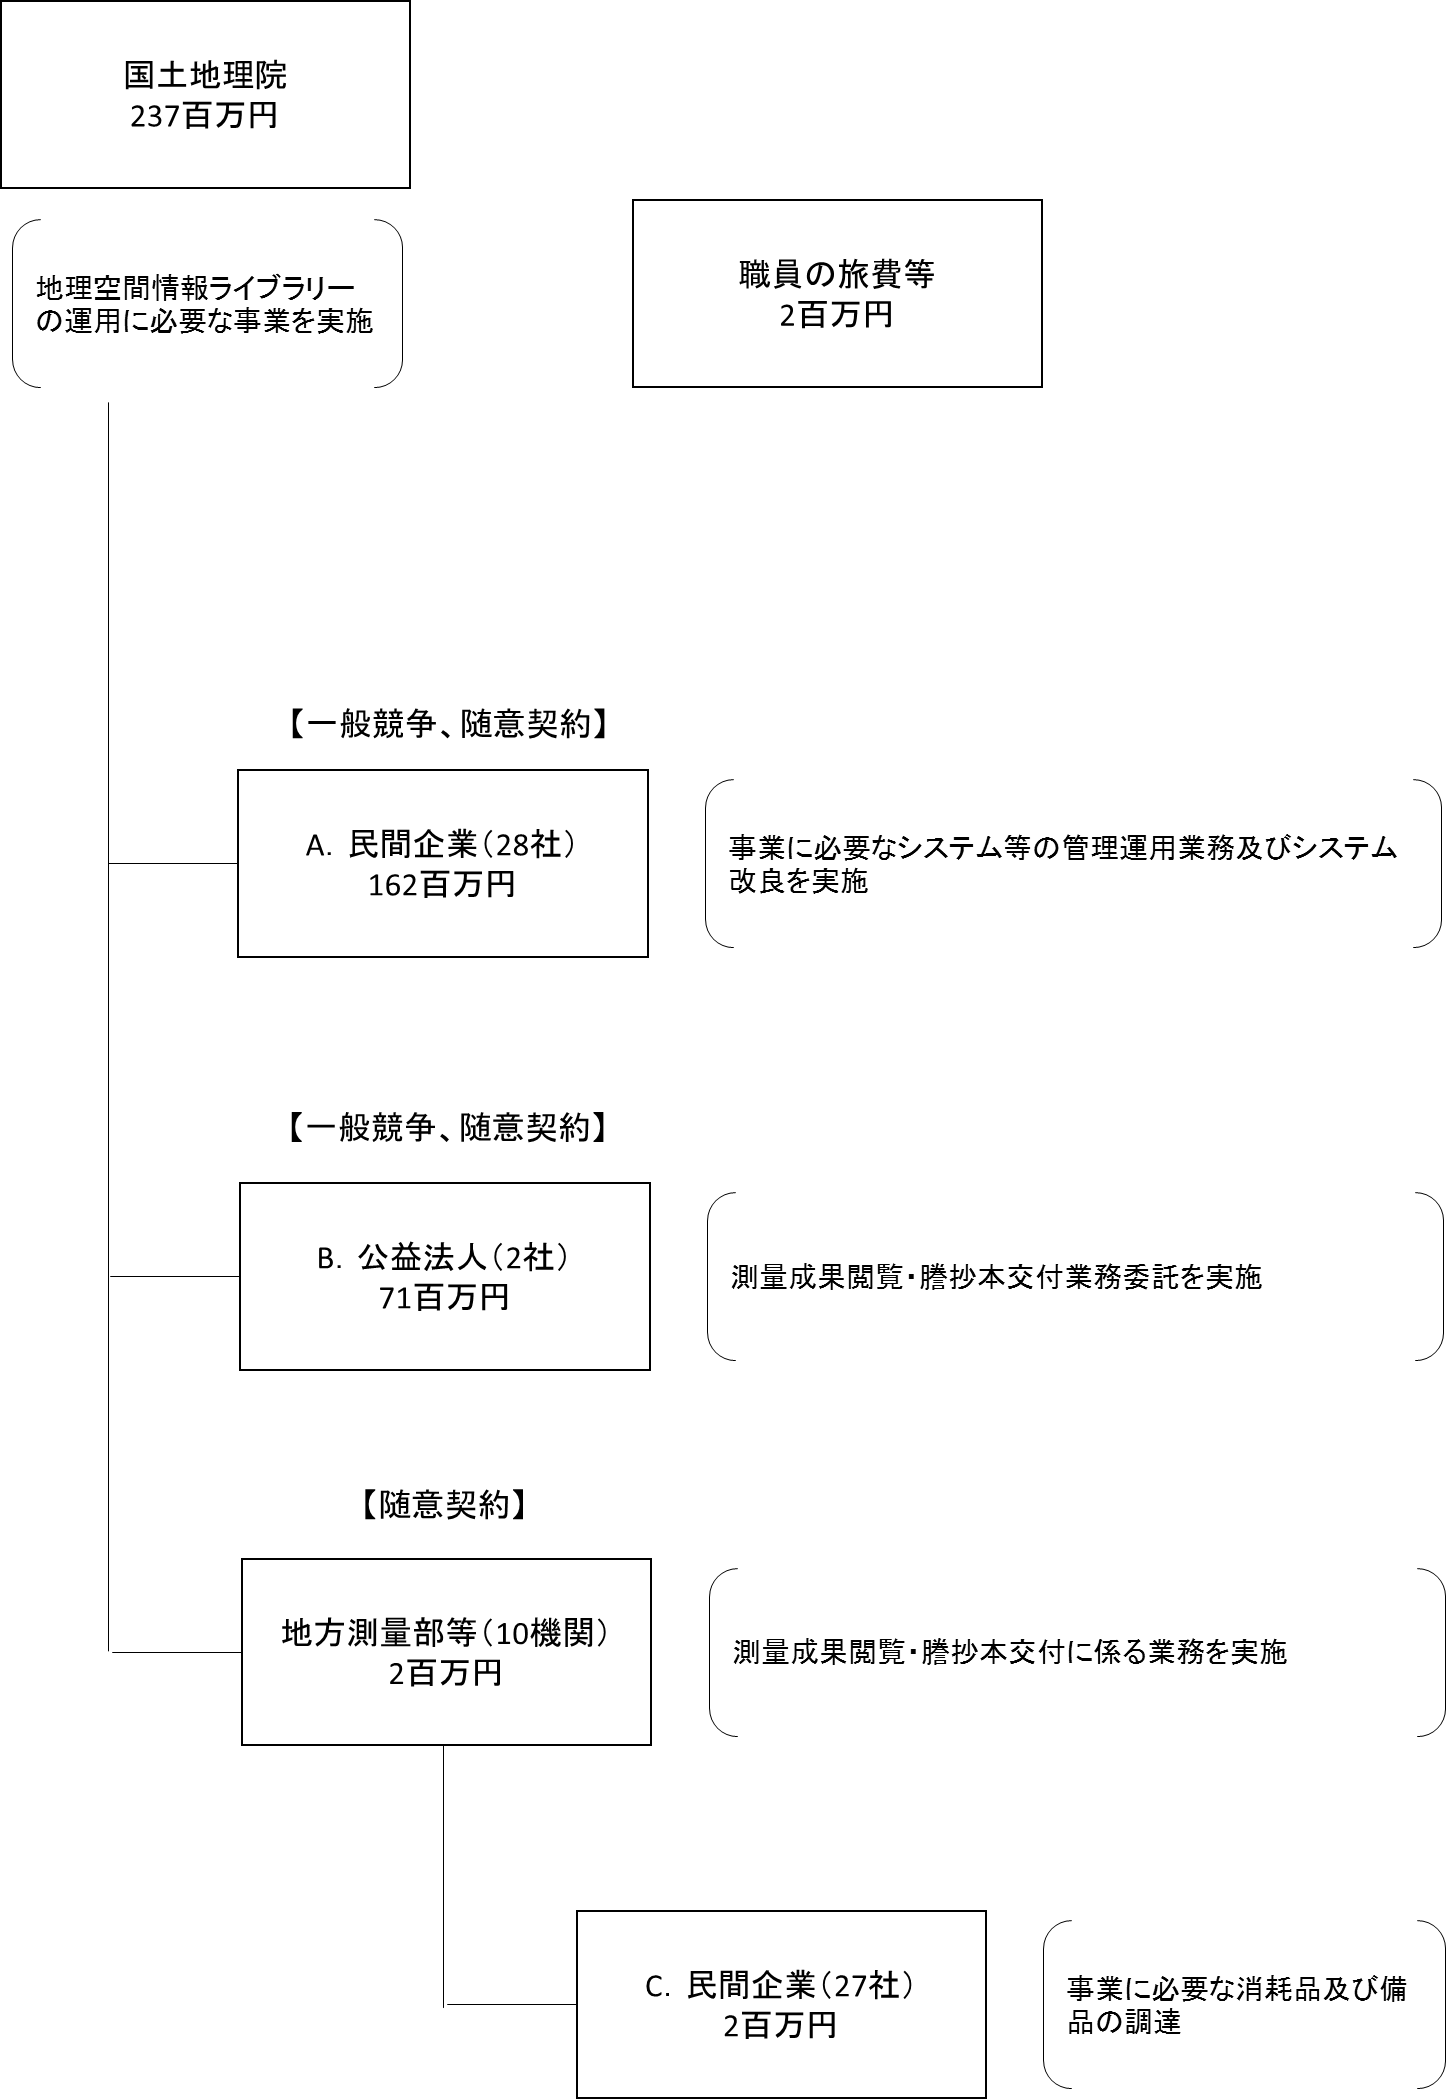 国土地理院
237百万円
地理空間情報ライブラリー
の運用に必要な事業を実施
職員の旅費等
2百万円
【一般競争、随意契約】
A．民間企業（28社）
162百万円
事業に必要なシステム等の管理運用業務及びシステム
改良を実施
【一般競争、随意契約】
B．公益法人（2社）
71百万円
測量成果閲覧・謄抄本交付業務委託を実施
【随意契約】
地方測量部等（10機関）
2百万円
測量成果閲覧・謄抄本交付に係る業務を実施
C．民間企業（27社）
2百万円
事業に必要な消耗品及び備
品の調達